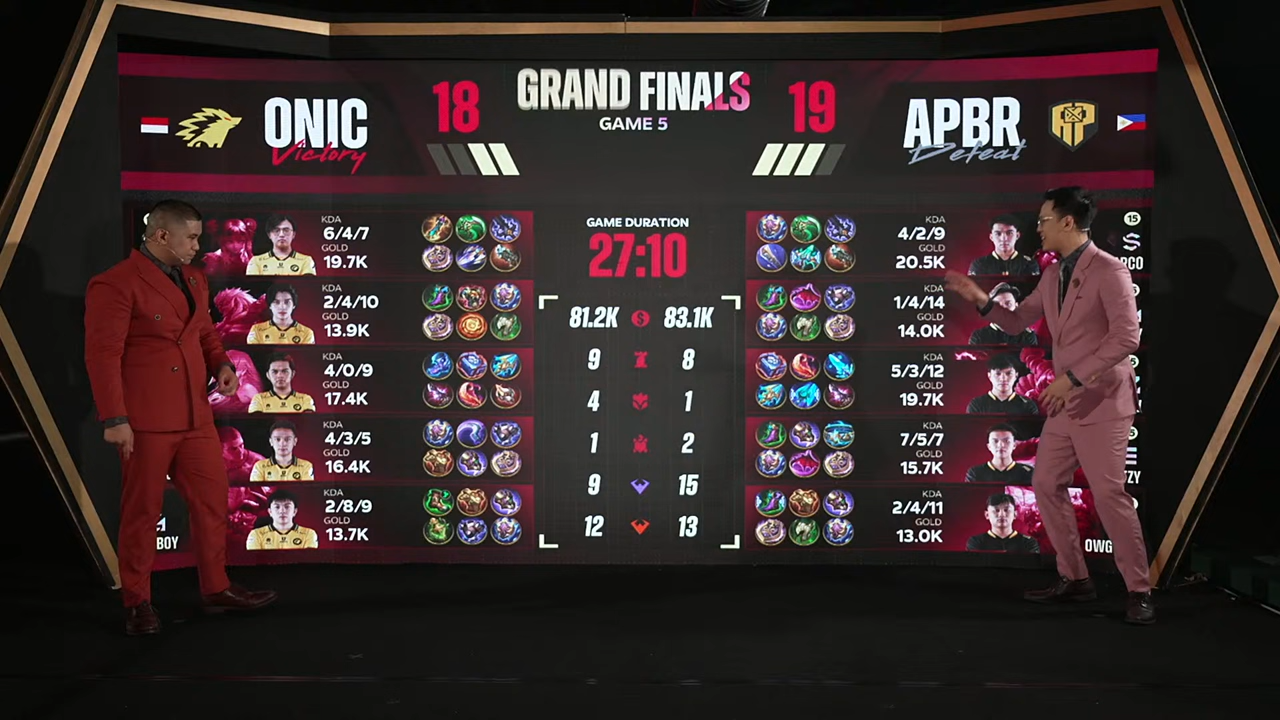 GRAND FINALS
GAME 5
ONIC
Victory
18
19
APBR
Defeat
GAME DURATION
27:10
81.2K 83.1K
9 8
4 1
1 2
9 15
12 13
KDA
6/4/7
GOLD
19.7K
KDA
2/4/10
GOLD
13.9K
KDA
4/0/9
GOLD
17.4K
KDA
4/3/5
GOLD
16.4K
KDA
2/8/9
GOLD
13.7K
BOY
KDA
4/2/9
GOLD
20.5K
15
RCO
KDA
1/4/14
GOLD
14.0K
KDA
5/3/12
GOLD
19.7K
KDA
7/5/7
GOLD
15.7K
ZY
KDA
2/4/11
GOLD
13.0K
OWG